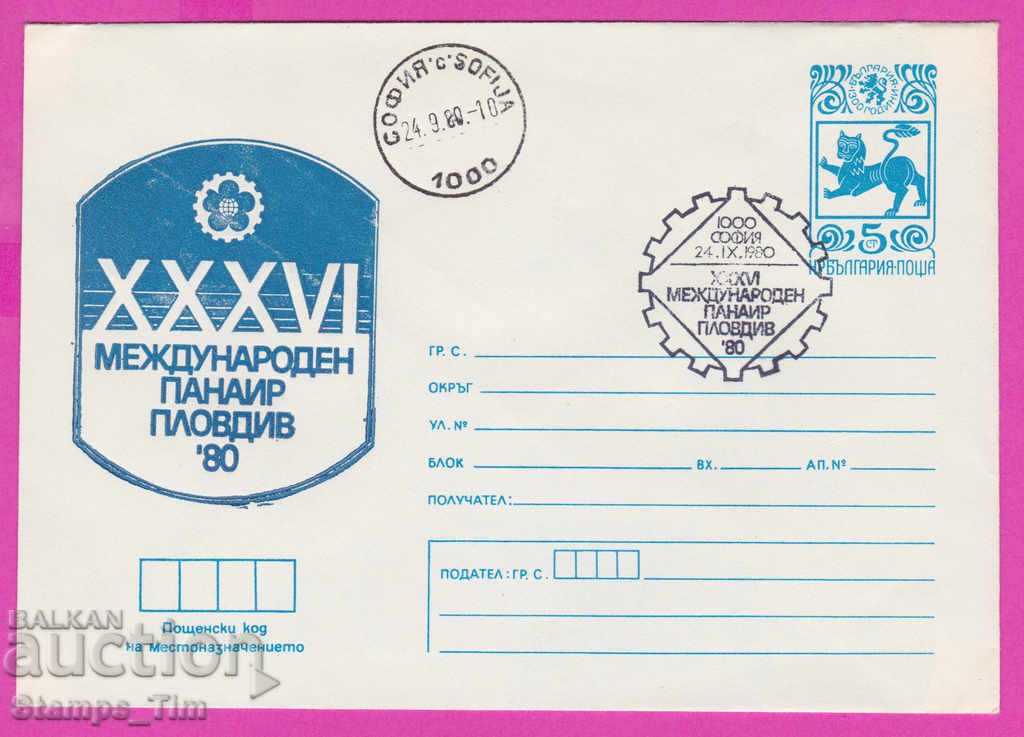 СОФИЯ "С" SOFIJA
24.9.80.-10
1000
1300 ГОДИНИ БЪЛГАРИЯ
5 СТ
НР БЪЛГАРИЯ·ПОЩА
1000
СОФИЯ
24.IX.1980
XXXVI
МЕЖДУНАРОДЕН
ПАНАИР
ПЛОВДИВ
'80
XXXVI
МЕЖДУНАРОДЕН
ПАНАИР
ПЛОВДИВ
'80
ГР. С.
ОКРЪГ
УЛ. №
БЛОК ВХ. АП. №
ПОЛУЧАТЕЛ:
ПОДАТЕЛ: ГР. С.
Пощенски код
на местоназначението
BALKAN
auction
Stamps_Tim